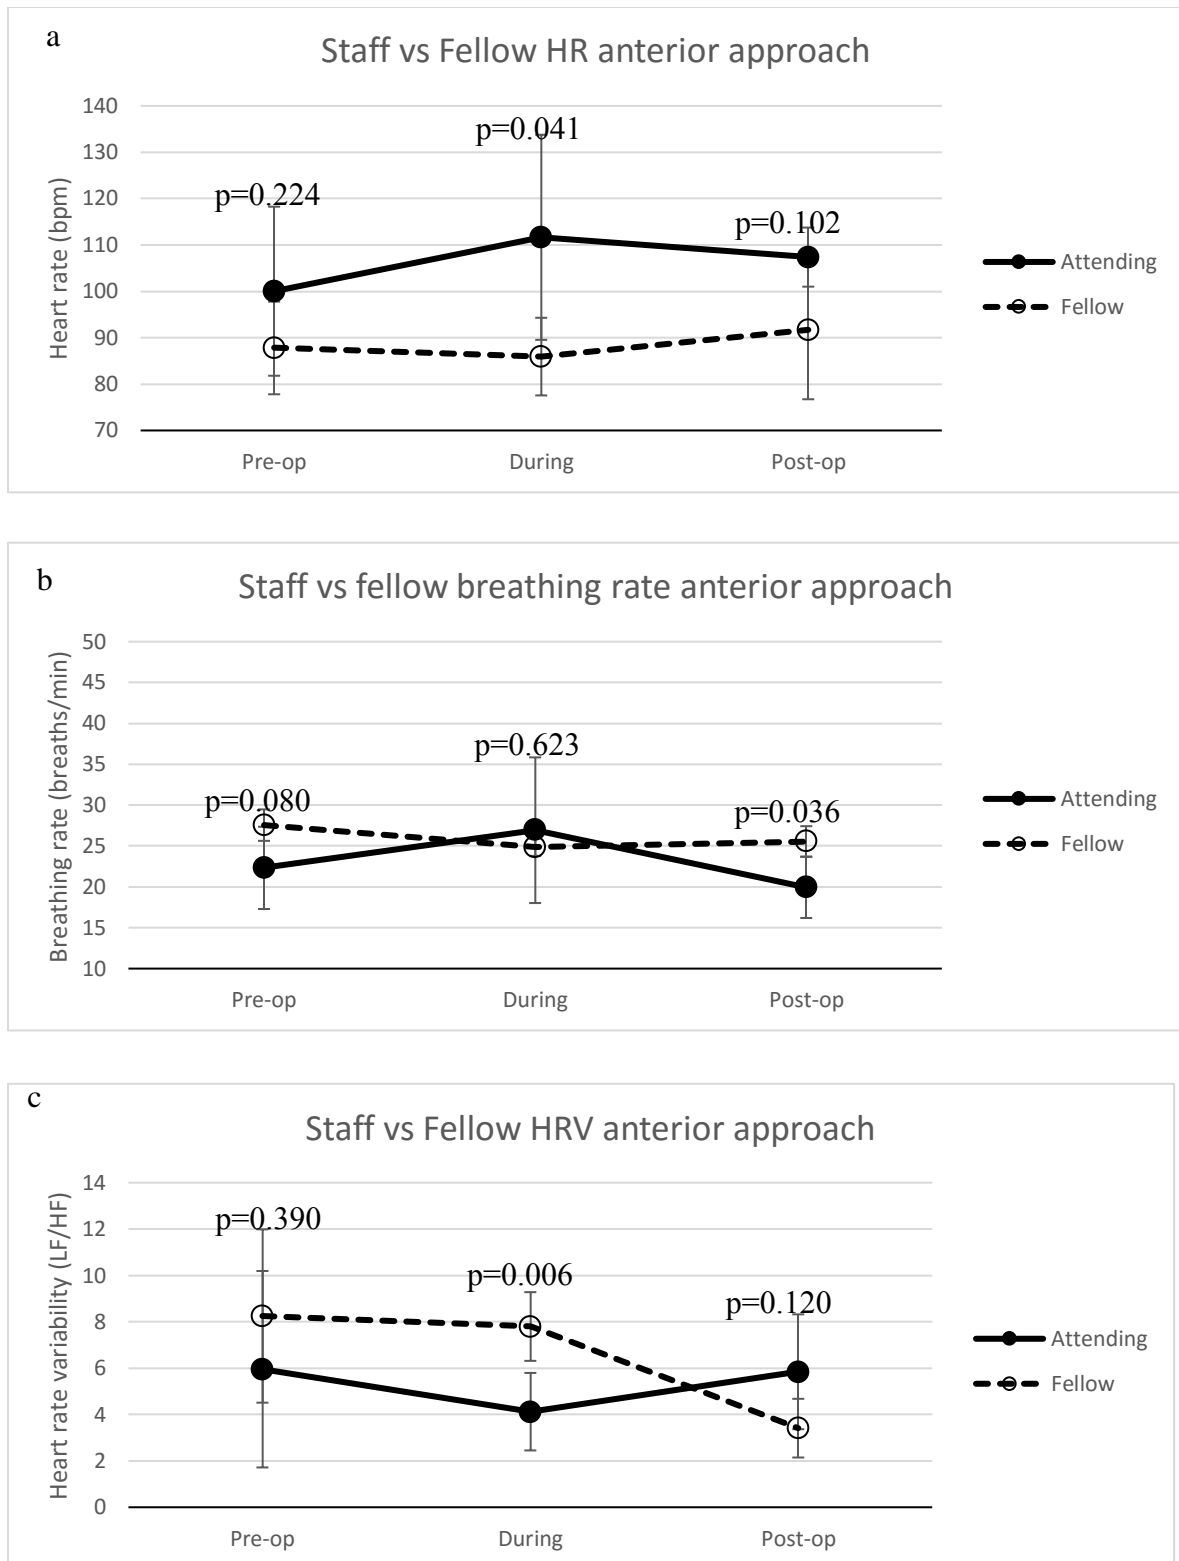 a
Staff vs Fellow HR anterior approach
140
130
120
110
100
90
80
70
Heart rate (bpm)
p=0.224
p=0.041
p=0.102
Pre-op
During
Post-op
Attending
Fellow
b
Staff vs fellow breathing rate anterior approach
50
45
40
35
30
25
20
15
10
Breathing rate (breaths/min)
p=0.080
p=0.623
p=0.036
Pre-op
During
Post-op
Attending
Fellow
c
Staff vs Fellow HRV anterior approach
14
12
10
8
6
4
2
0
Heart rate variability (LF/HF)
p=0.390
p=0.006
p=0.120
Pre-op
During
Post-op
Attending
Fellow